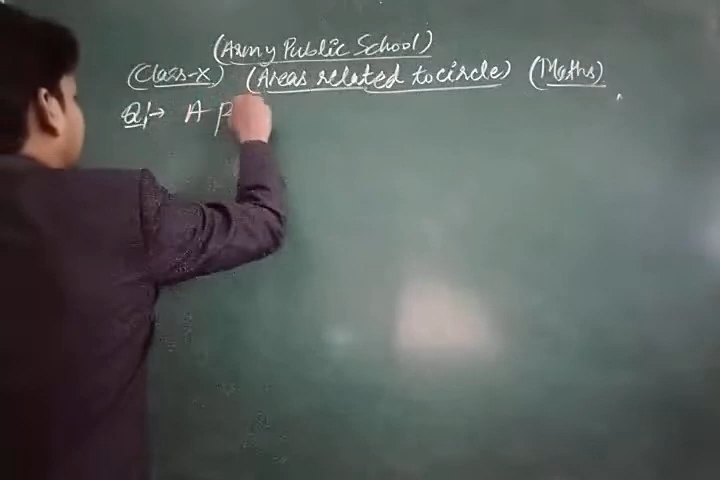 (Army Public School)
(Class-X) (Areas related to circle) (Maths)
Q1→ A p